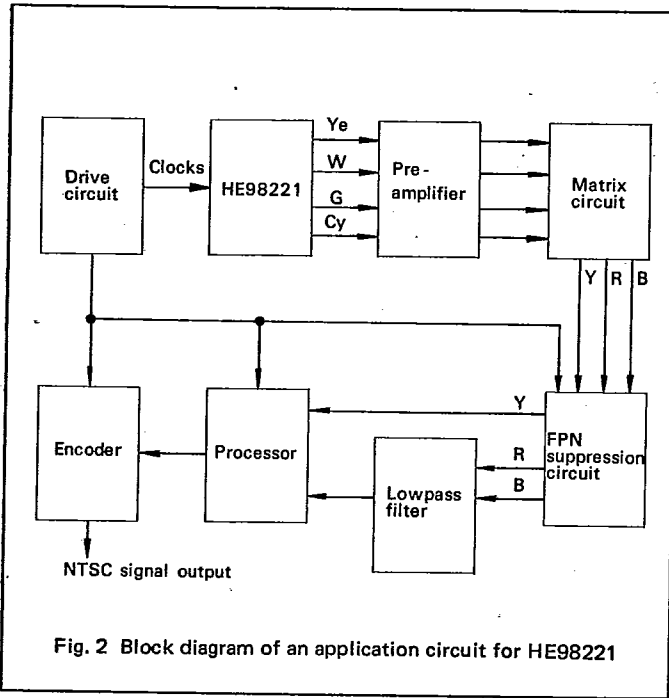 Drive
circuit
Clocks
HE98221
Ye
W
G
Cy
Pre-
amplifier
Matrix
circuit
Y R B
Encoder
Processor
Lowpass
filter
Y
R
B
FPN
suppression
circuit
NTSC signal output
Fig. 2 Block diagram of an application circuit for HE98221